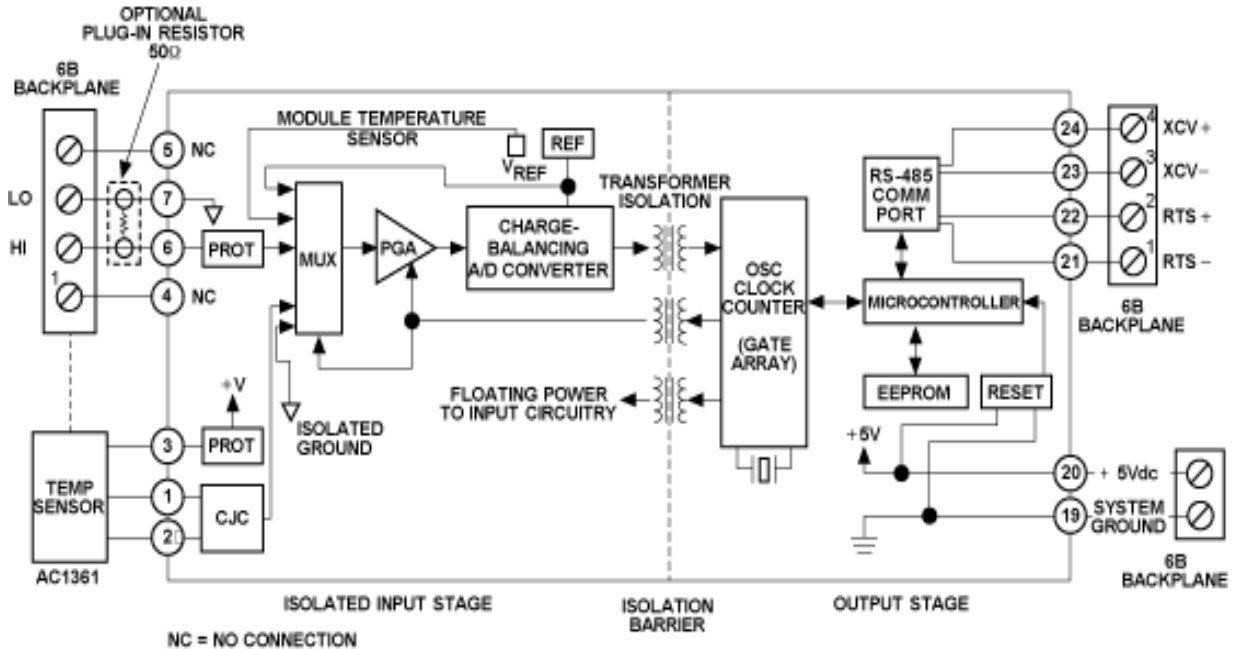 OPTIONAL
PLUG-IN RESISTOR
50Ω
6B
BACKPLANE
MODULE TEMPERATURE
SENSOR
V REF
REF
5
NC
LO
7
HI
6
PROT
1
4
NC
MUX
PGA
CHARGE-
BALANCING
A/D CONVERTER
TRANSFORMER
ISOLATION
OSC
CLOCK
COUNTER
(GATE
ARRAY)
RS-485
COMM
PORT
24
4
XCV+
23
3
XCV−
22
2
RTS +
21
1
RTS −
6B
BACKPLANE
MICROCONTROLLER
EEPROM
RESET
FLOATING POWER
TO INPUT CIRCUITRY
ISOLATED
GROUND
+V
3
PROT
TEMP
SENSOR
1
2
CJC
AC1361
+5V
20
+ 5Vdc
19
SYSTEM
GROUND
6B
BACKPLANE
ISOLATED INPUT STAGE
ISOLATION
BARRIER
OUTPUT STAGE
NC = NO CONNECTION